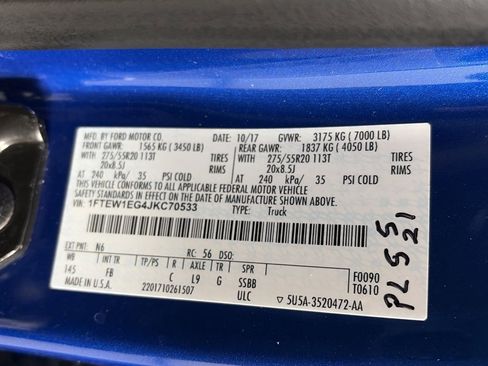 MFD. BY FORD MOTOR CO. 10/17 GVWR: 3175 KG ( 7000 LB)
FRONT GAWR: 1565 KG ( 3450 LB) REAR GAWR: 1837 KG ( 4050 LB)
WITH 275/55R20 113T TIRES WITH 275/55R20 113T TIRES
20x8.5J RIMS 20x8.5J RIMS
AT 240 kPa/ 35 PSI COLD AT 240 kPa/ 35 PSI COLD
THIS VEHICLE CONFORMS TO ALL APPLICABLE FEDERAL MOTOR VEHICLE
SAFETY STANDARDS IN EFFECT ON THE DATE OF MANUFACTURE SHOWN ABOVE.
VIN: 1FTEW1EG4JKC70533 TYPE: Truck
EXT PNT: N6 RC: 56 DSO: F0090
WB INT TR TP/PS R AXLE TR SPR T0610
145 FB C L9 G SSBB
MADE IN U.S.A. 2201710261507 ULC ▽ 5U5A-3520472-AA
PL55
521